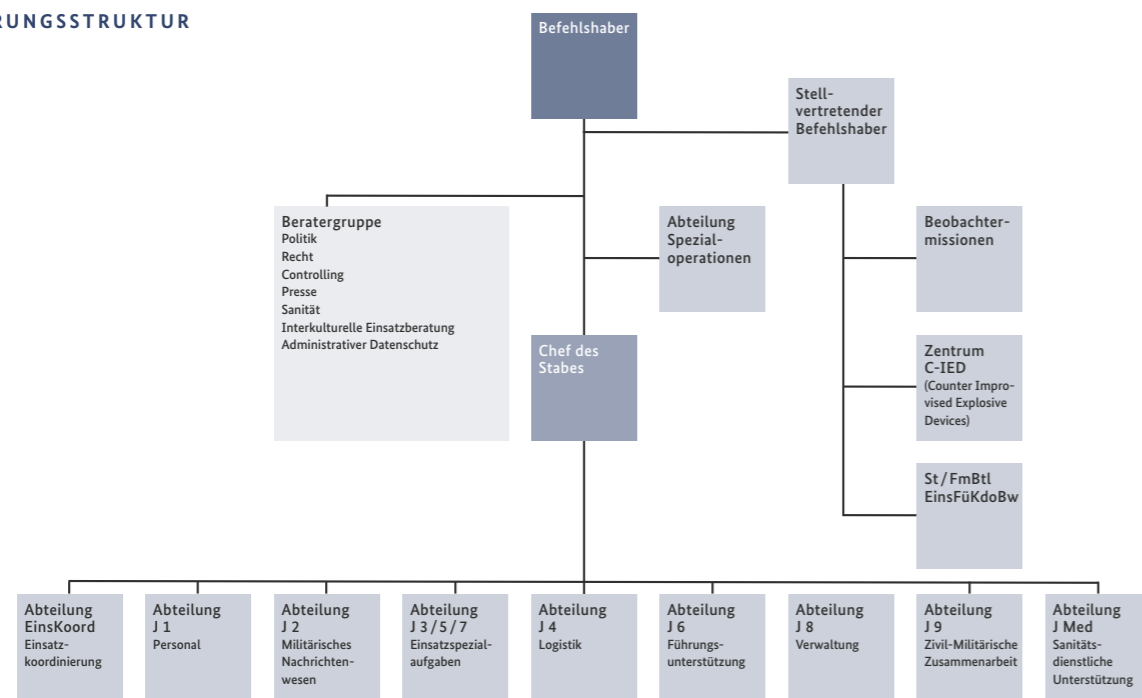 RUNGSSTRUKTUR
Befehlshaber
Stell-
vertretender
Befehlshaber
Beratergruppe
Politik
Recht
Controlling
Presse
Sanität
Interkulturelle Einsatzberatung
Administrativer Datenschutz
Abteilung
Spezial-
operationen
Beobachter-
missionen
Chef des
Stabes
Zentrum
C-IED
(Counter Impro-
vised Explosive
Devices)
St / FmBtl
EinsFüKdoBw
Abteilung
EinsKoord
Einsatz-
koordinierung
Abteilung
J 1
Personal
Abteilung
J 2
Militärisches
Nachrichten-
wesen
Abteilung
J 3 / 5 / 7
Einsatzspezial-
aufgaben
Abteilung
J 4
Logistik
Abteilung
J 6
Führungs-
unterstützung
Abteilung
J 8
Verwaltung
Abteilung
J 9
Zivil-Militärische
Zusammenarbeit
Abteilung
J Med
Sanitäts-
dienstliche
Unterstützung